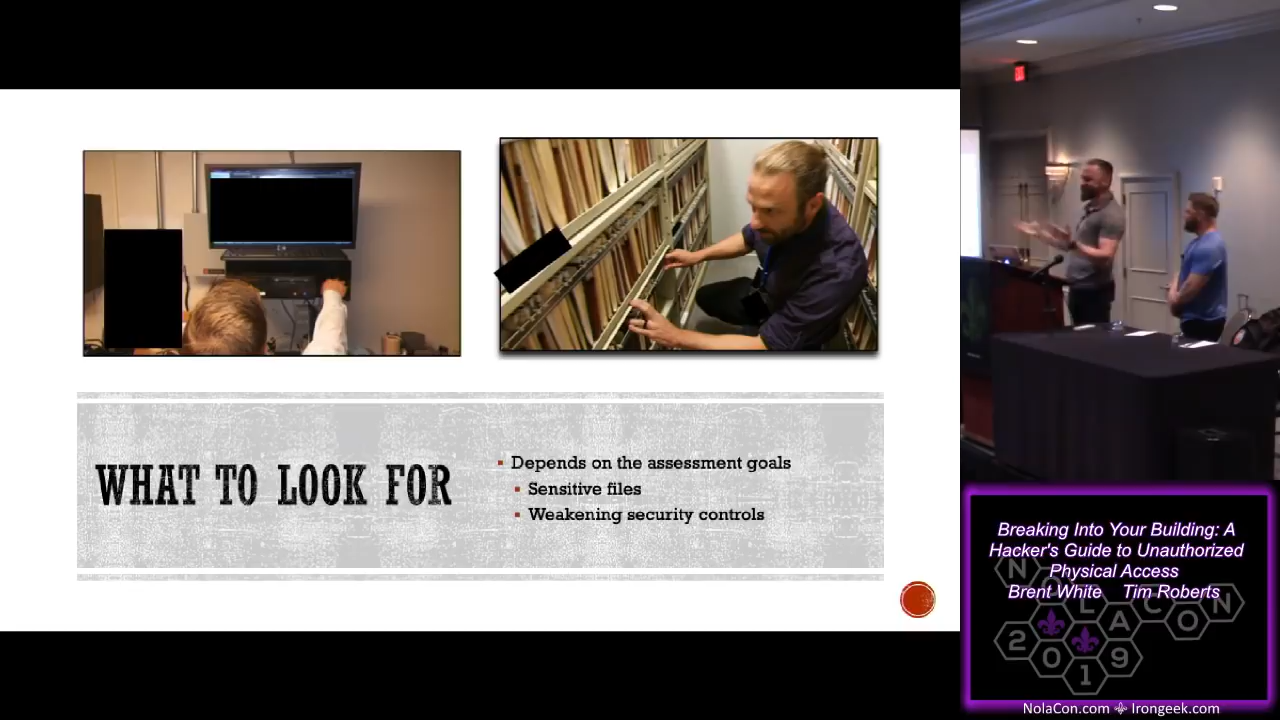 WHAT TO LOOK FOR
Depends on the assessment goals
Sensitive files
Weakening security controls
Breaking Into Your Building: A
Hacker's Guide to Unauthorized
Physical Access
Brent White Tim Roberts
NOLACON
2019
NolaCon.com Irongeek.com